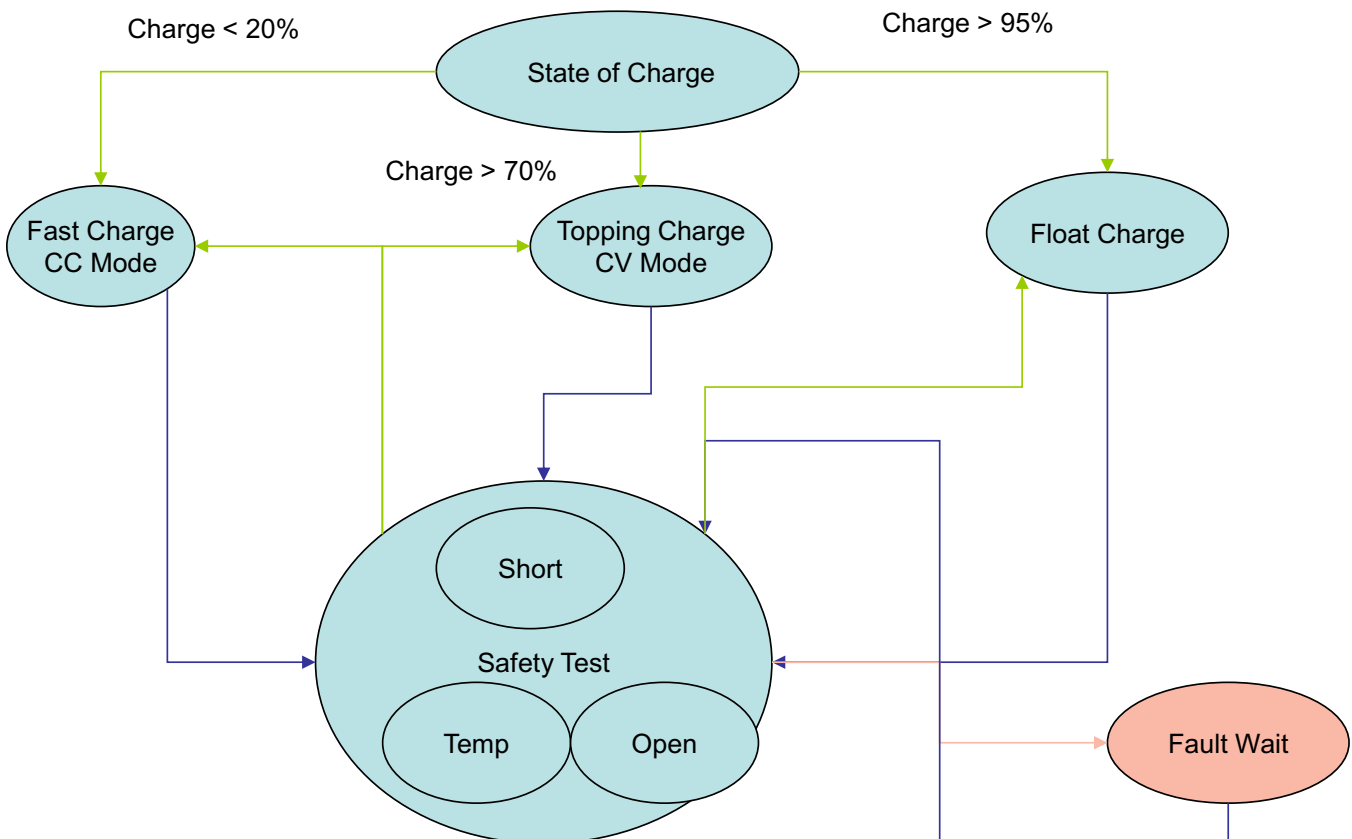 Charge < 20%
Charge > 95%
State of Charge
Charge > 70%
Fast Charge
CC Mode
Topping Charge
CV Mode
Float Charge
Short
Safety Test
Temp
Open
Fault Wait